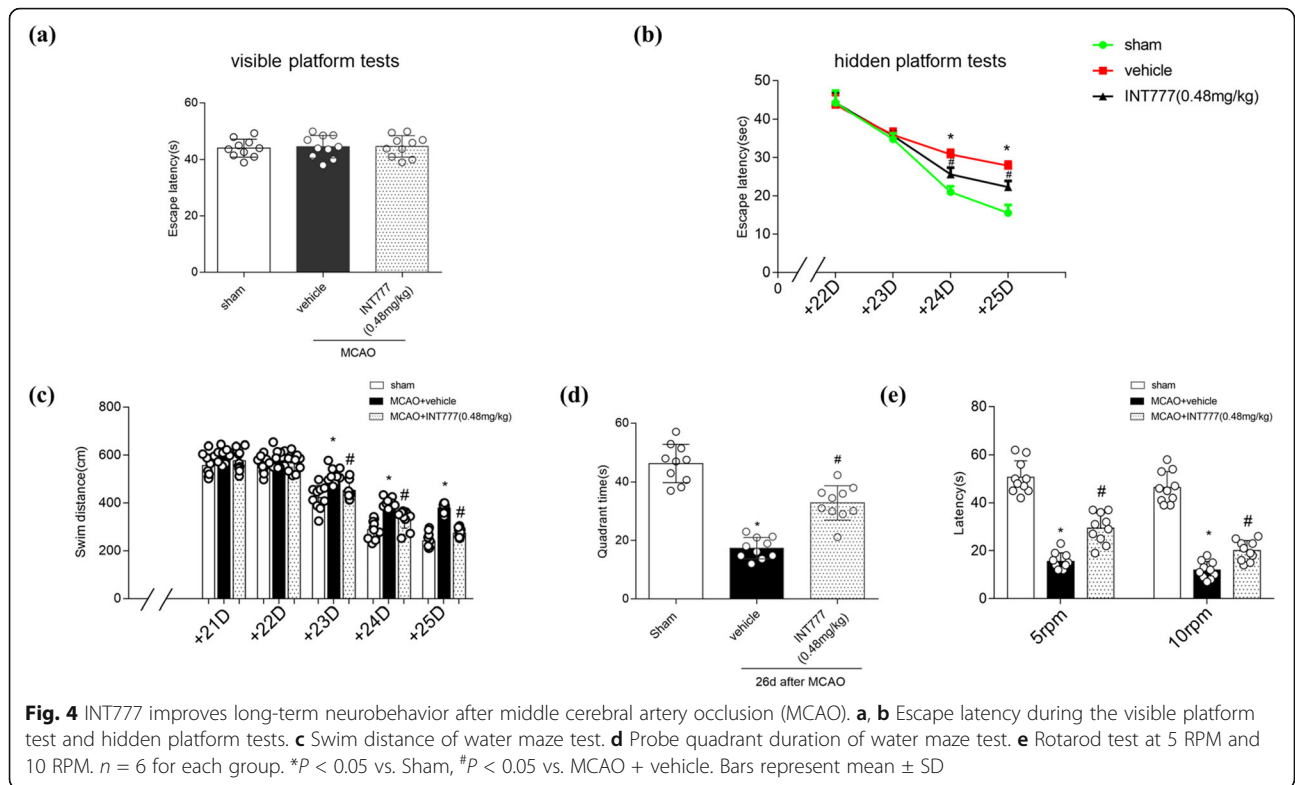 (a)
visible platform tests
Escape latency(s)
60
40
20
0
sham
vehicle
INT777
(0.48mg/kg)
MCAO
(b)
hidden platform tests
sham
vehicle
INT777(0.48mg/kg)
Escape latency(sec)
50
40
30
20
10
0
0
+22D
+23D
+24D
+25D
*
#
*
#
(c)
sham
MCAO+vehicle
MCAO+INT777(0.48mg/kg)
Swim distance(cm)
800
600
400
200
0
+21D
+22D
+23D
+24D
+25D
*
#
*
#
*
#
(d)
Quadrant time(s)
60
40
20
0
*
#
Sham
vehicle
INT777
(0.48mg/kg)
26d after MCAO
(e)
sham
MCAO+vehicle
MCAO+INT777(0.48mg/kg)
Latency(s)
80
60
40
20
0
*
#
*
#
5rpm
10rpm
Fig. 4 INT777 improves long-term neurobehavior after middle cerebral artery occlusion (MCAO). a, b Escape latency during the visible platform
test and hidden platform tests. c Swim distance of water maze test. d Probe quadrant duration of water maze test. e Rotarod test at 5 RPM and
10 RPM. n = 6 for each group. *P < 0.05 vs. Sham, #P < 0.05 vs. MCAO + vehicle. Bars represent mean ± SD